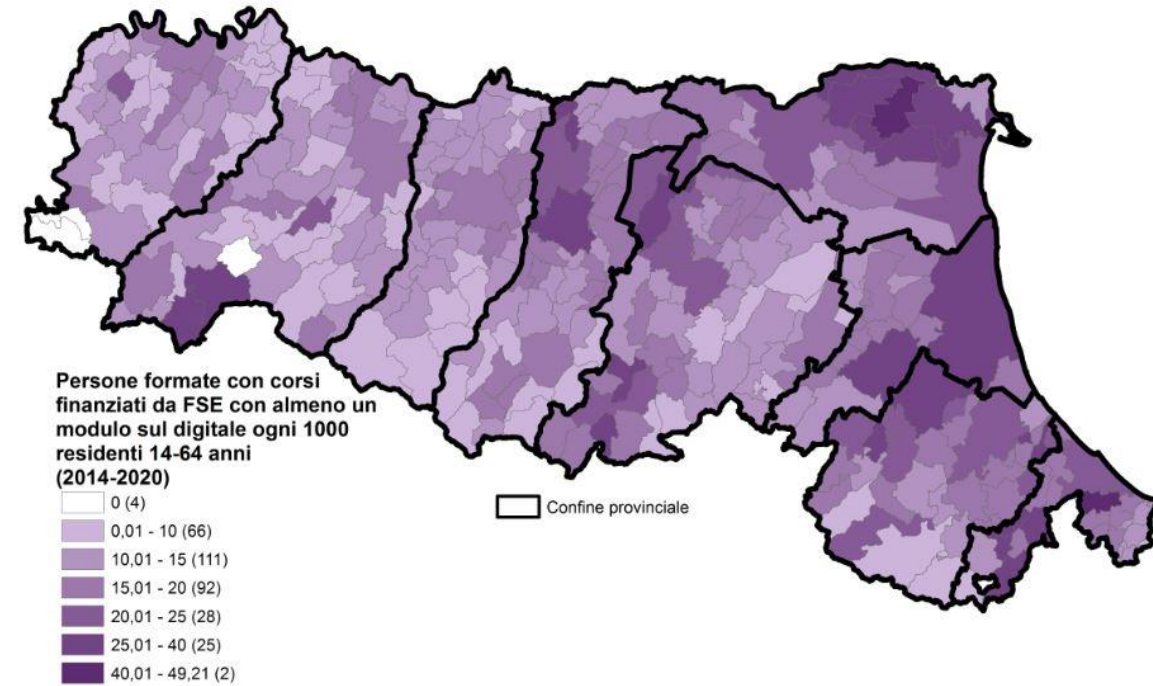 Persone formate con corsi
finanziati da FSE con almeno un
modulo sul digitale ogni 1000
residenti 14-64 anni
(2014-2020)
0 (4)
0,01 - 10 (66)
10,01 - 15 (111)
15,01 - 20 (92)
20,01 - 25 (28)
25,01 - 40 (25)
40,01 - 49,21 (2)
Confine provinciale